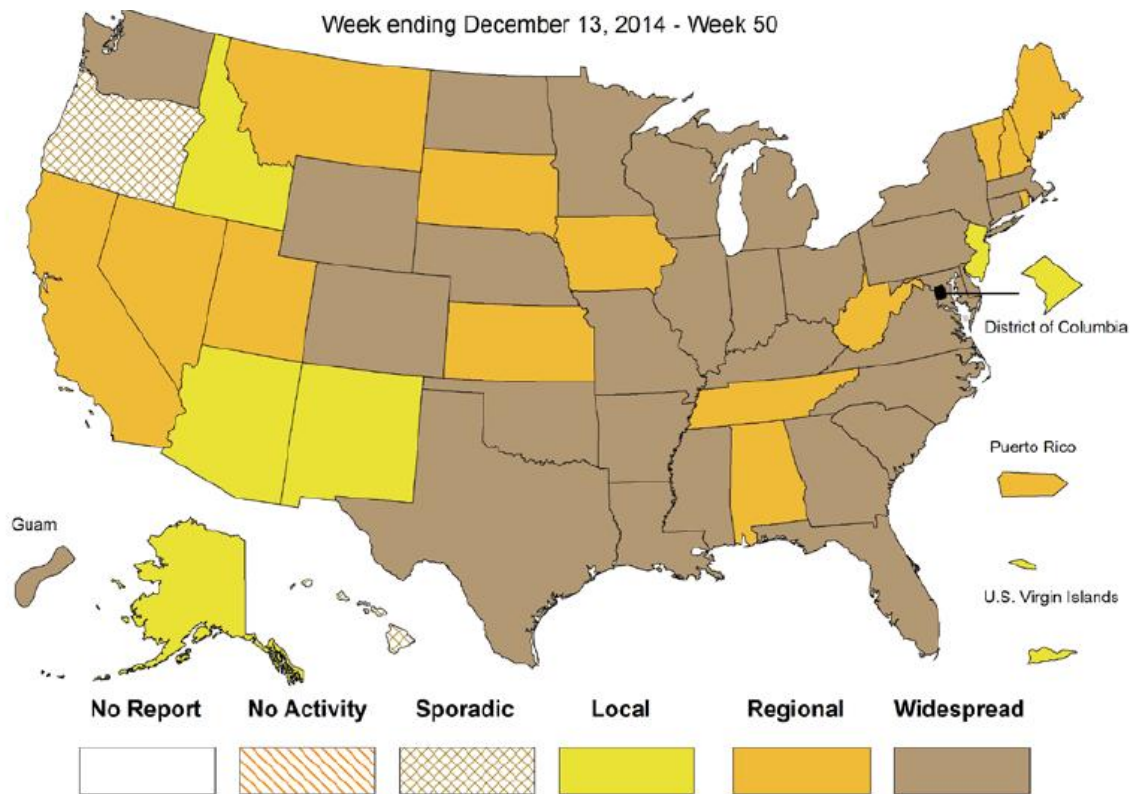 Week ending December 13, 2014 - Week 50
District of Columbia
Puerto Rico
Guam
U.S. Virgin Islands
No Report No Activity Sporadic Local Regional Widespread